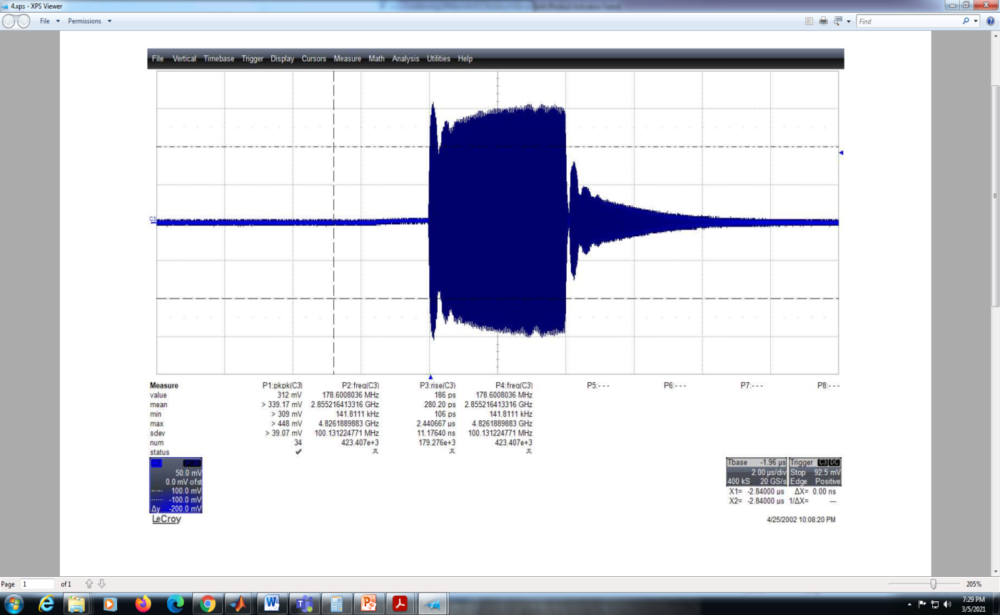 4.xps - XPS Viewer
File Permissions Find
File Vertical Timebase Trigger Display Cursors Measure Math Analysis Utilities Help
C3
Measure P1:pkpk(C3) P2:freq(C3) P3:rise(C3) P4:freq(C3) P5:- - - P6:- - - P7:- - - P8:- - -
value 312 mV 178.6008036 MHz 186 ps 178.6008036 MHz
mean > 339.17 mV 2.855216413316 GHz 280.20 ps 2.855216413316 GHz
min > 309 mV 141.8111 kHz 106 ps 141.8111 kHz
max > 448 mV 4.8261889883 GHz 2.440667 µs 4.8261889883 GHz
sdev > 39.07 mV 100.131224771 MHz 11.17640 ns 100.131224771 MHz
num 34 423.407e+3 179.276e+3 423.407e+3
status
50.0 mV
0.0 mV ofst
100.0 mV
-100.0 mV
Δy -200.0 mV
LeCroy
Tbase -1.96 µs Trigger C3 DC
2.00 µs/div Stop 92.5 mV
400 kS 20 GS/s Edge Positive
X1= -2.84000 µs ΔX= 0.00 ns
X2= -2.84000 µs 1/ΔX= ---
4/25/2002 10:08:20 PM
Page 1 of 1 205%
7:29 PM
3/5/2021